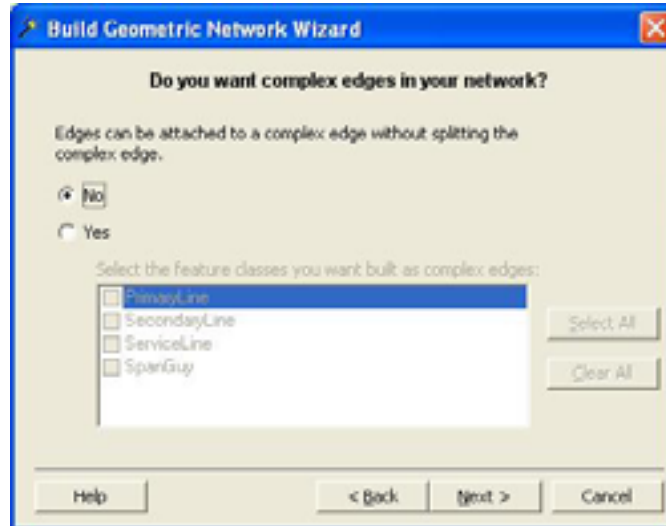 Build Geometric Network Wizard
Do you want complex edges in your network?
Edges can be attached to a complex edge without splitting the
complex edge.
No
Yes
Select the feature classes you want built as complex edges:
PrimaryLine
SecondaryLine
ServiceLine
SpanGuy
Select All
Clear All
Help
< Back
Next >
Cancel